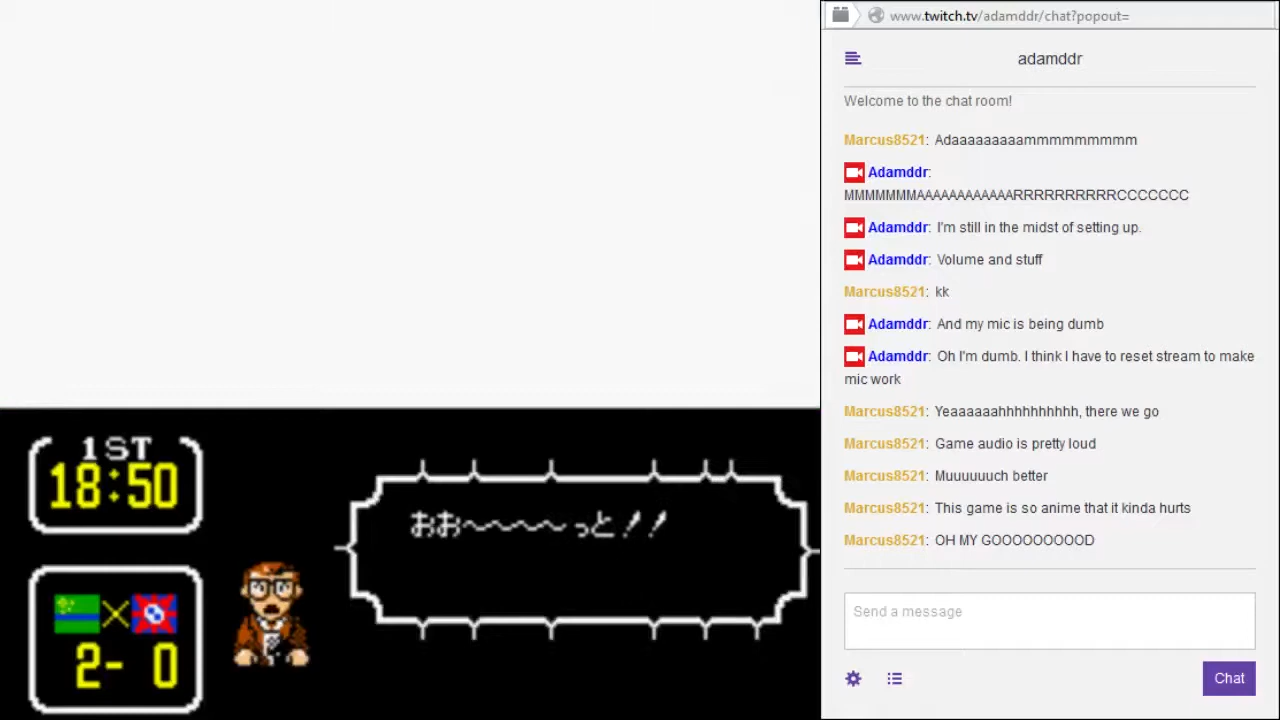 www.twitch.tv/adamddr/chat?popout=
adamddr
Welcome to the chat room!
Marcus8521: Adaaaaaaaaammmmmmmmm
Adamddr:
MMMMMMMAAAAAAAAAAAARRRRRRRRRRCCCCCCC
Adamddr: I'm still in the midst of setting up.
Adamddr: Volume and stuff
Marcus8521: kk
Adamddr: And my mic is being dumb
Adamddr: Oh I'm dumb. I think I have to reset stream to make
mic work
Marcus8521: Yeaaaaaahhhhhhhhhh, there we go
Marcus8521: Game audio is pretty loud
Marcus8521: Muuuuuuch better
Marcus8521: This game is so anime that it kinda hurts
Marcus8521: OH MY GOOOOOOOOOD
Send a message
Chat
1ST
18:50
2- 0
おお〜〜〜〜っと!!